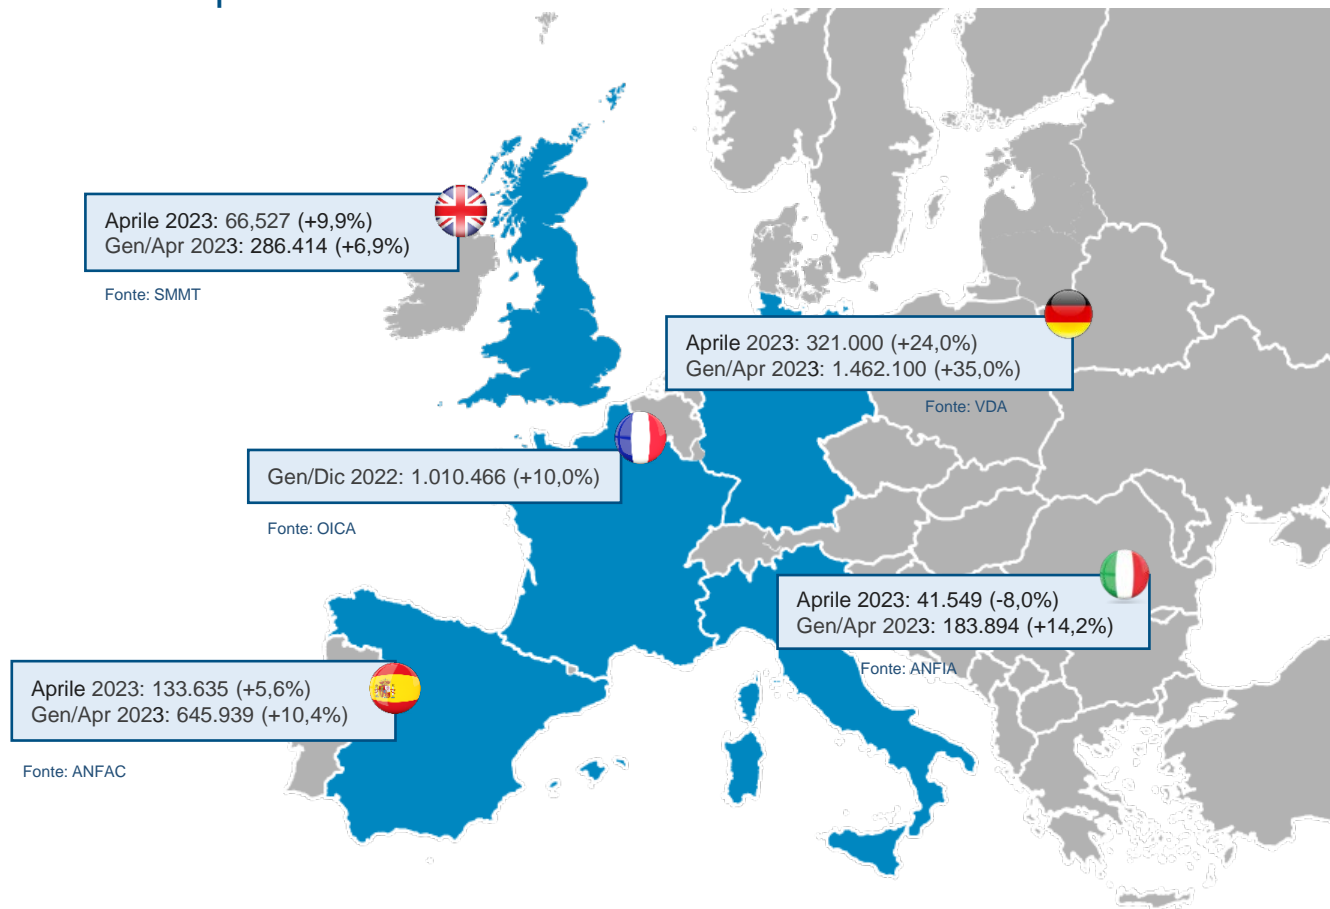 Aprile 2023: 66,527 (+9,9%)
Gen/Apr 2023: 286.414 (+6,9%)
Fonte: SMMT
Aprile 2023: 321.000 (+24,0%)
Gen/Apr 2023: 1.462.100 (+35,0%)
Fonte: VDA
Gen/Dic 2022: 1.010.466 (+10,0%)
Fonte: OICA
Aprile 2023: 41.549 (-8,0%)
Gen/Apr 2023: 183.894 (+14,2%)
Fonte: ANFIA
Aprile 2023: 133.635 (+5,6%)
Gen/Apr 2023: 645.939 (+10,4%)
Fonte: ANFAC